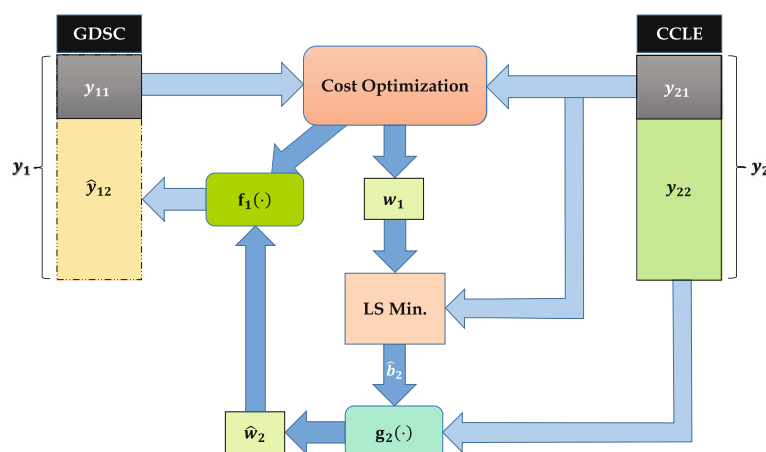 GDSC
CCLE
y₁₁
Cost Optimization
y₂₁
y₁
ŷ₁₂
f₁(·)
w₁
y₂₂
y₂
LS Min.
b̂₂
ŵ₂
g₂(·)